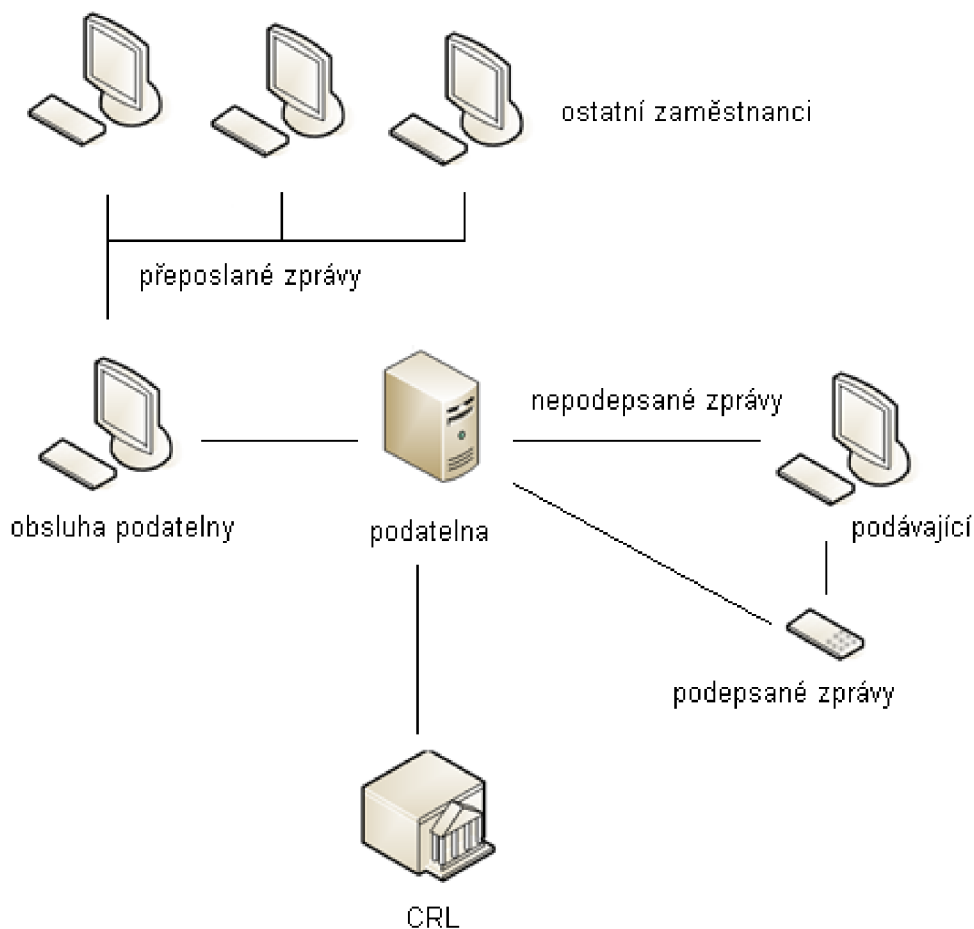 ostatní zaměstnanci
přeposlané zprávy
nepodepsané zprávy
obsluha podatelny
podatelna
podávající
podepsané zprávy
CRL